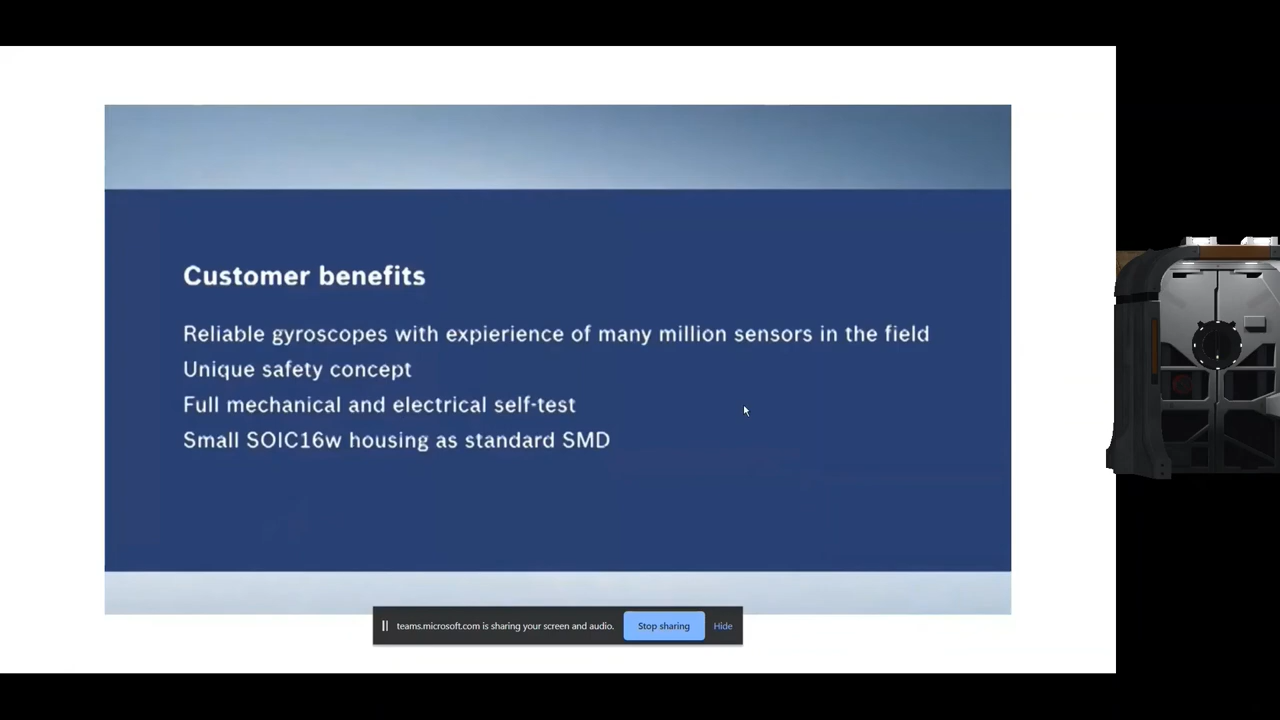 Customer benefits
Reliable gyroscopes with expierience of many million sensors in the field
Unique safety concept
Full mechanical and electrical self-test
Small SOIC16w housing as standard SMD
teams.microsoft.com is sharing your screen and audio. Stop sharing Hide